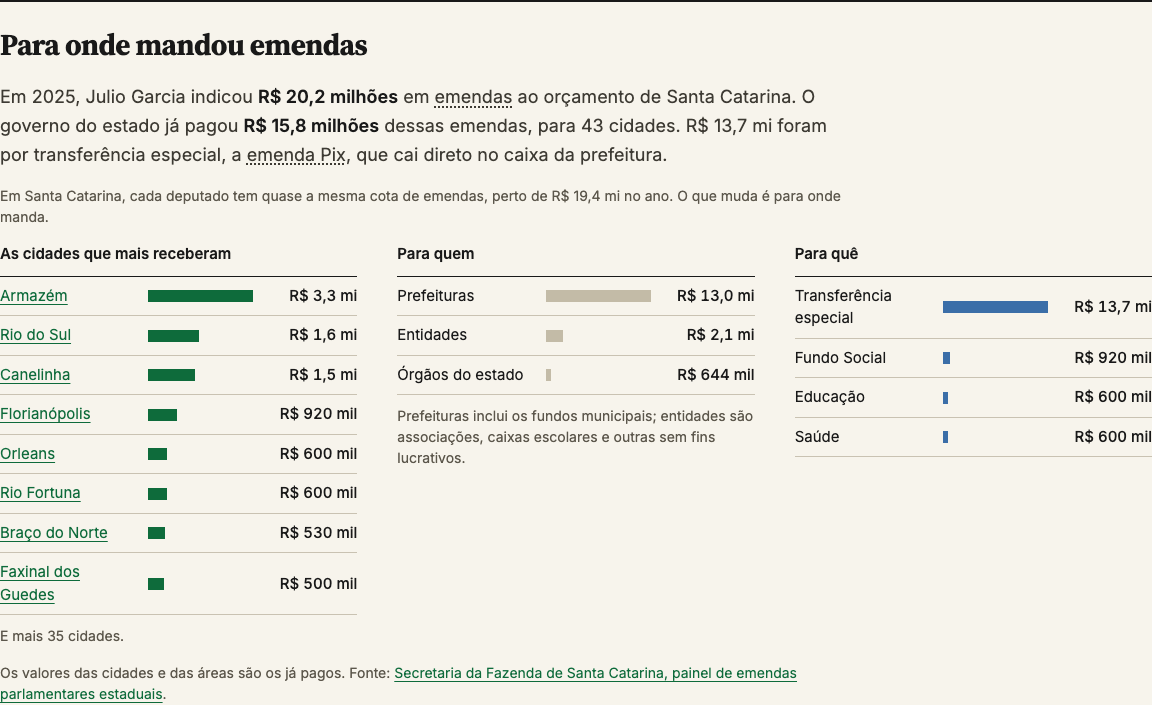 Para onde mandou emendas
Em 2025, Julio Garcia indicou R$ 20,2 milhões em emendas ao orçamento de Santa Catarina. O
governo do estado já pagou R$ 15,8 milhões dessas emendas, para 43 cidades. R$ 13,7 mi foram
por transferência especial, a emenda Pix, que cai direto no caixa da prefeitura.
Em Santa Catarina, cada deputado tem quase a mesma cota de emendas, perto de R$ 19,4 mi no ano. O que muda é para onde
manda.
As cidades que mais receberam
Armazém R$ 3,3 mi
Rio do Sul R$ 1,6 mi
Canelinha R$ 1,5 mi
Florianópolis R$ 920 mil
Orleans R$ 600 mil
Rio Fortuna R$ 600 mil
Braço do Norte R$ 530 mil
Faxinal dos
Guedes R$ 500 mil
E mais 35 cidades.
Para quem
Prefeituras R$ 13,0 mi
Entidades R$ 2,1 mi
Órgãos do estado R$ 644 mil
Prefeituras inclui os fundos municipais; entidades são
associações, caixas escolares e outras sem fins
lucrativos.
Para quê
Transferência
especial R$ 13,7 mi
Fundo Social R$ 920 mil
Educação R$ 600 mil
Saúde R$ 600 mil
Os valores das cidades e das áreas são os já pagos. Fonte: Secretaria da Fazenda de Santa Catarina, painel de emendas
parlamentares estaduais.